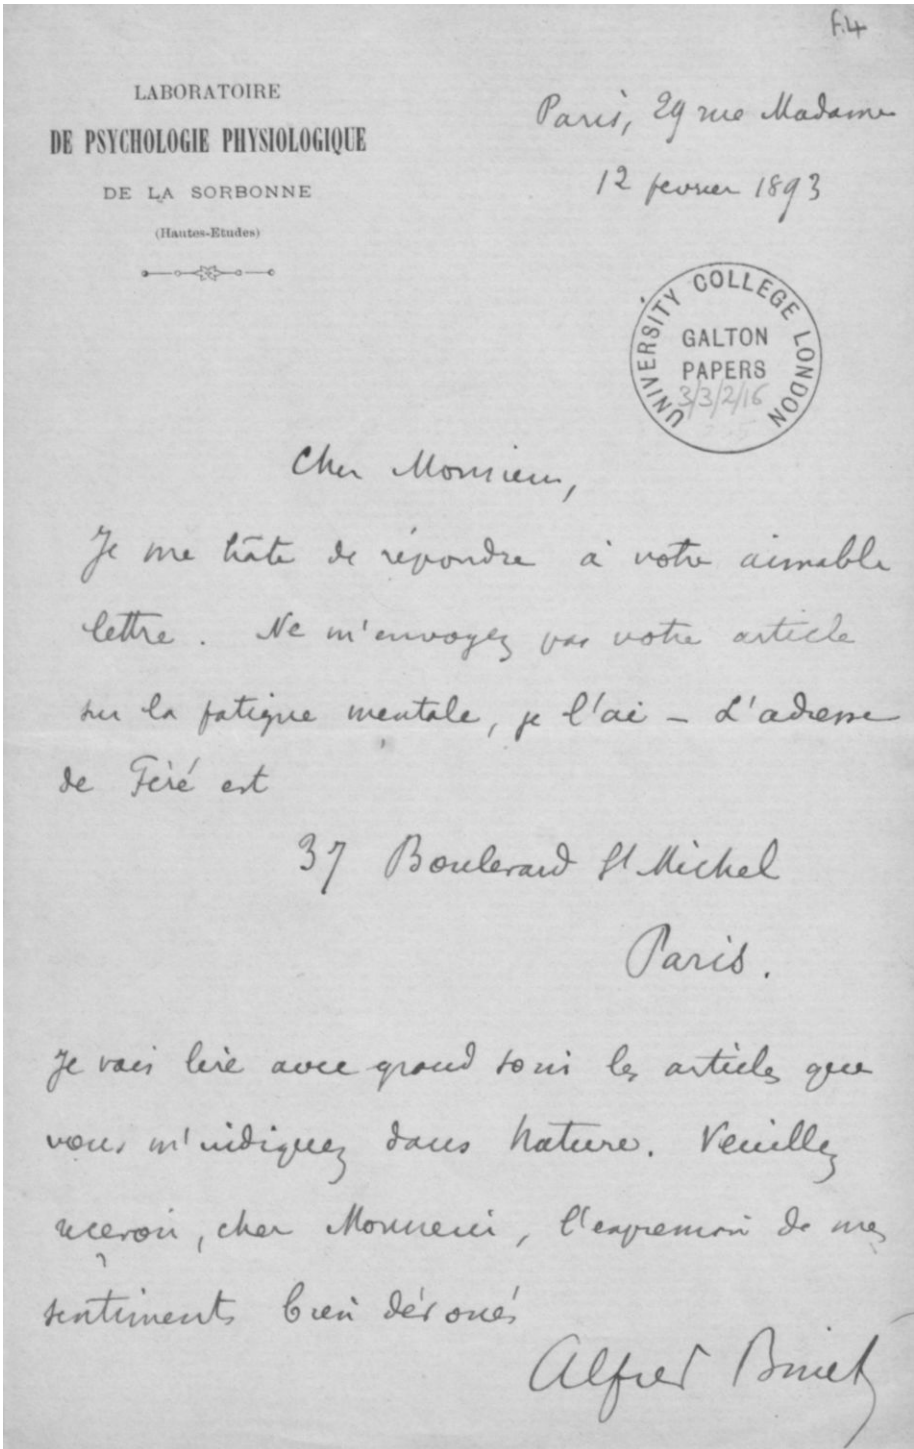 f.4
LABORATOIRE
DE PSYCHOLOGIE PHYSIOLOGIQUE
DE LA SORBONNE
(Hautes-Etudes)
Paris, 29 rue Madame
12 fevrier 1893
UNIVERSITY COLLEGE LONDON
GALTON
PAPERS
3/3/2/16
Cher Monsieur,
Je me hâte de répondre à votre aimable
lettre. Ne m'envoyez pas votre article
sur la fatigue mentale, je l'ai – L'adresse
de Féré est
37 Boulevard St Michel
Paris.
Je vais lire avec grand soin les articles que
vous m'indiquez dans Nature. Veuillez
recevoir, cher Monsieur, l'expression de mes
sentiments bien dévoués
Alfred Binet